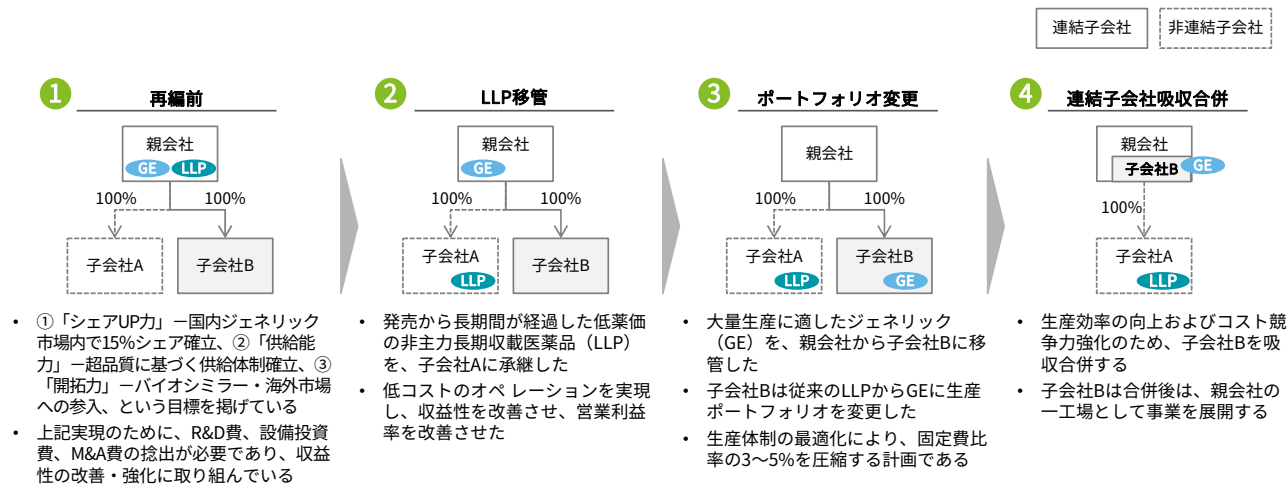 連結子会社
非連結子会社
1
再編前
親会社
GE
LLP
100%
100%
子会社A
子会社B
• ①「シェアUP力」－国内ジェネリック
市場内で15%シェア確立、②「供給能
力」－超品質に基づく供給体制確立、③
「開拓力」－バイオシミラー・海外市場
への参入、という目標を掲げている
• 上記実現のために、R&D費、設備投資
費、M&A費の捻出が必要であり、収益
性の改善・強化に取り組んでいる
2
LLP移管
親会社
GE
100%
100%
子会社A
LLP
子会社B
• 発売から長期間が経過した低薬価
の非主力長期収載医薬品（LLP）
を、子会社Aに承継した
• 低コストのオペ レーションを実現
し、収益性を改善させ、営業利益
率を改善させた
3
ポートフォリオ変更
親会社
100%
100%
子会社A
LLP
子会社B
GE
• 大量生産に適したジェネリック
（GE）を、親会社から子会社Bに移
管した
• 子会社Bは従来のLLPからGEに生産
ポートフォリオを変更した
• 生産体制の最適化により、固定費比
率の3～5%を圧縮する計画である
4
連結子会社吸収合併
親会社
子会社B
GE
100%
子会社A
LLP
• 生産効率の向上およびコスト競
争力強化のため、子会社Bを吸
収合併する
• 子会社Bは合併後は、親会社の
一工場として事業を展開する